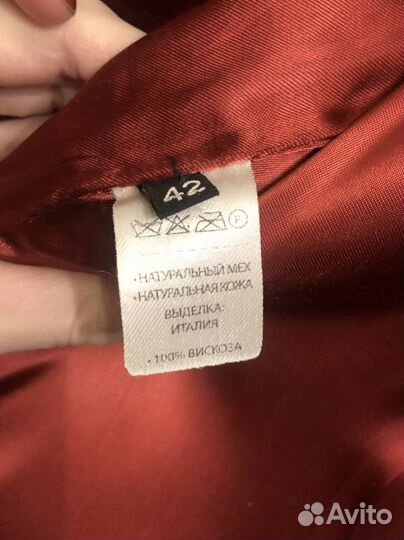 42
P
• НАТУРАЛЬНЫЙ МЕХ
• НАТУРАЛЬНАЯ КОЖА
ВЫДЕЛКА:
ИТАЛИЯ
• 100% ВИСКОЗА
Avito